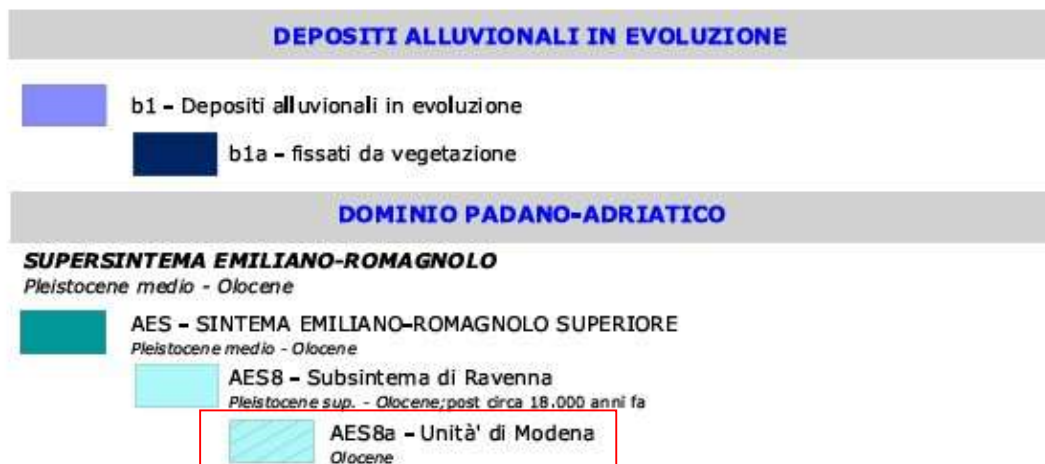 DEPOSITI ALLUVIONALI IN EVOLUZIONE
b1 – Depositi alluvionali in evoluzione
b1a – fissati da vegetazione
DOMINIO PADANO-ADRIATICO
SUPERSINTEMA EMILIANO-ROMAGNOLO
Pleistocene medio - Olocene
AES – SINTEMA EMILIANO–ROMAGNOLO SUPERIORE
Pleistocene medio - Olocene
AES8 – Subsintema di Ravenna
Pleistocene sup. - Olocene;post circa 18.000 anni fa
AES8a – Unità' di Modena
Olocene